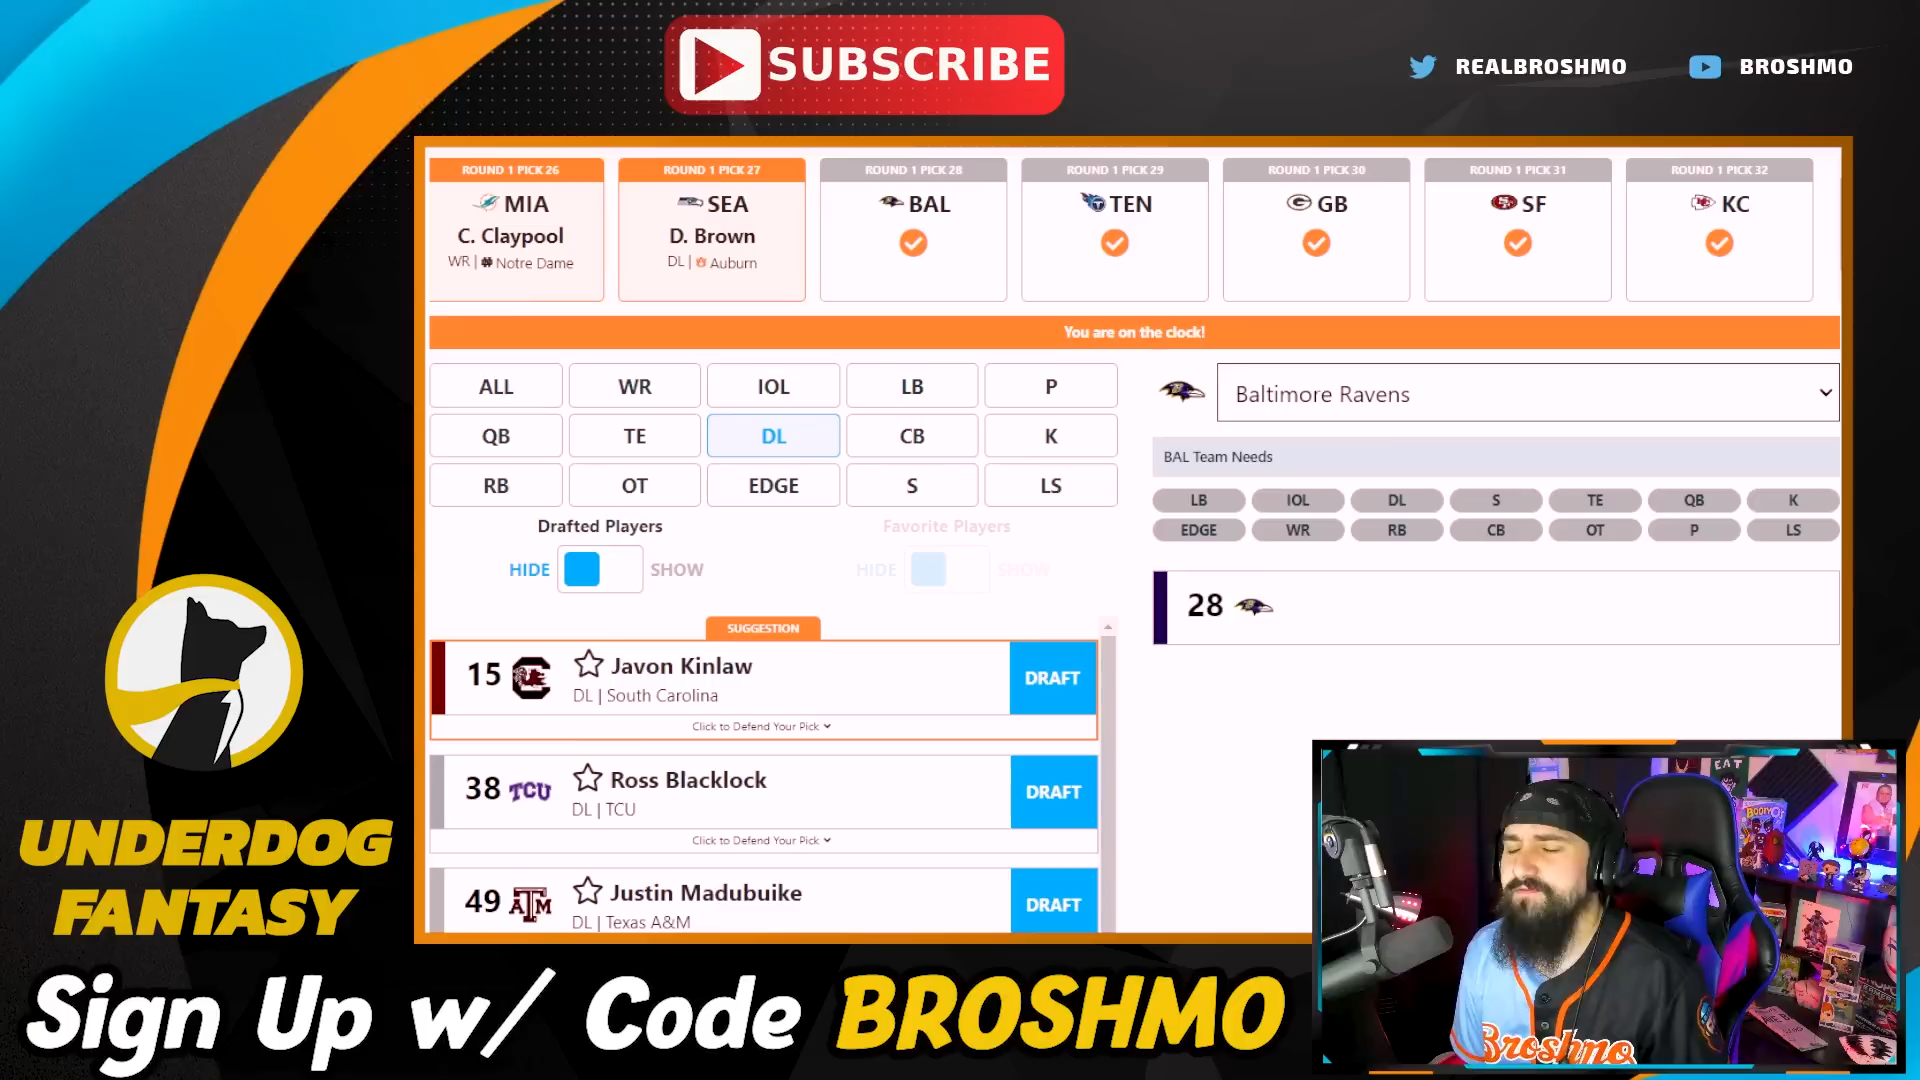 SUBSCRIBE
REALBROSHMO
BROSHMO
ROUND 1 PICK 26
MIA
C. Claypool
WR | Notre Dame
ROUND 1 PICK 27
SEA
D. Brown
DL | Auburn
ROUND 1 PICK 28
BAL
ROUND 1 PICK 29
TEN
ROUND 1 PICK 30
GB
ROUND 1 PICK 31
SF
ROUND 1 PICK 32
KC
You are on the clock!
ALL WR IOL LB P
QB TE DL CB K
RB OT EDGE S LS
Drafted Players
HIDE SHOW
Favorite Players
HIDE SHOW
SUGGESTION
15 Javon Kinlaw
DL | South Carolina
DRAFT
Click to Defend Your Pick
38 TCU Ross Blacklock
DL | TCU
DRAFT
Click to Defend Your Pick
49 ATM Justin Madubuike
DL | Texas A&M
DRAFT
Baltimore Ravens
BAL Team Needs
LB IOL DL S TE QB K
EDGE WR RB CB OT P LS
28
UNDERDOG
FANTASY
Sign Up w/ Code BROSHMO
EAT
Broshmo